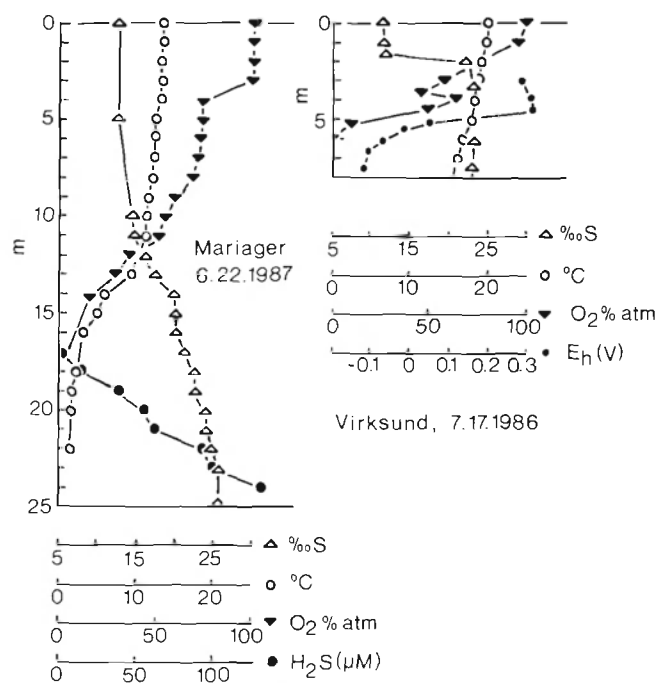 0
5
10
15
20
25
m
Mariager
6.22.1987
5 15 25 ‰S
0 10 20 °C
0 50 100 O2 % atm
0 50 100 H2S (µM)
0
5
m
5 15 25 ‰S
0 10 20 °C
0 50 100 O2 % atm
-0.1 0 0.1 0.2 0.3 Eh (V)
Virksund, 7.17.1986